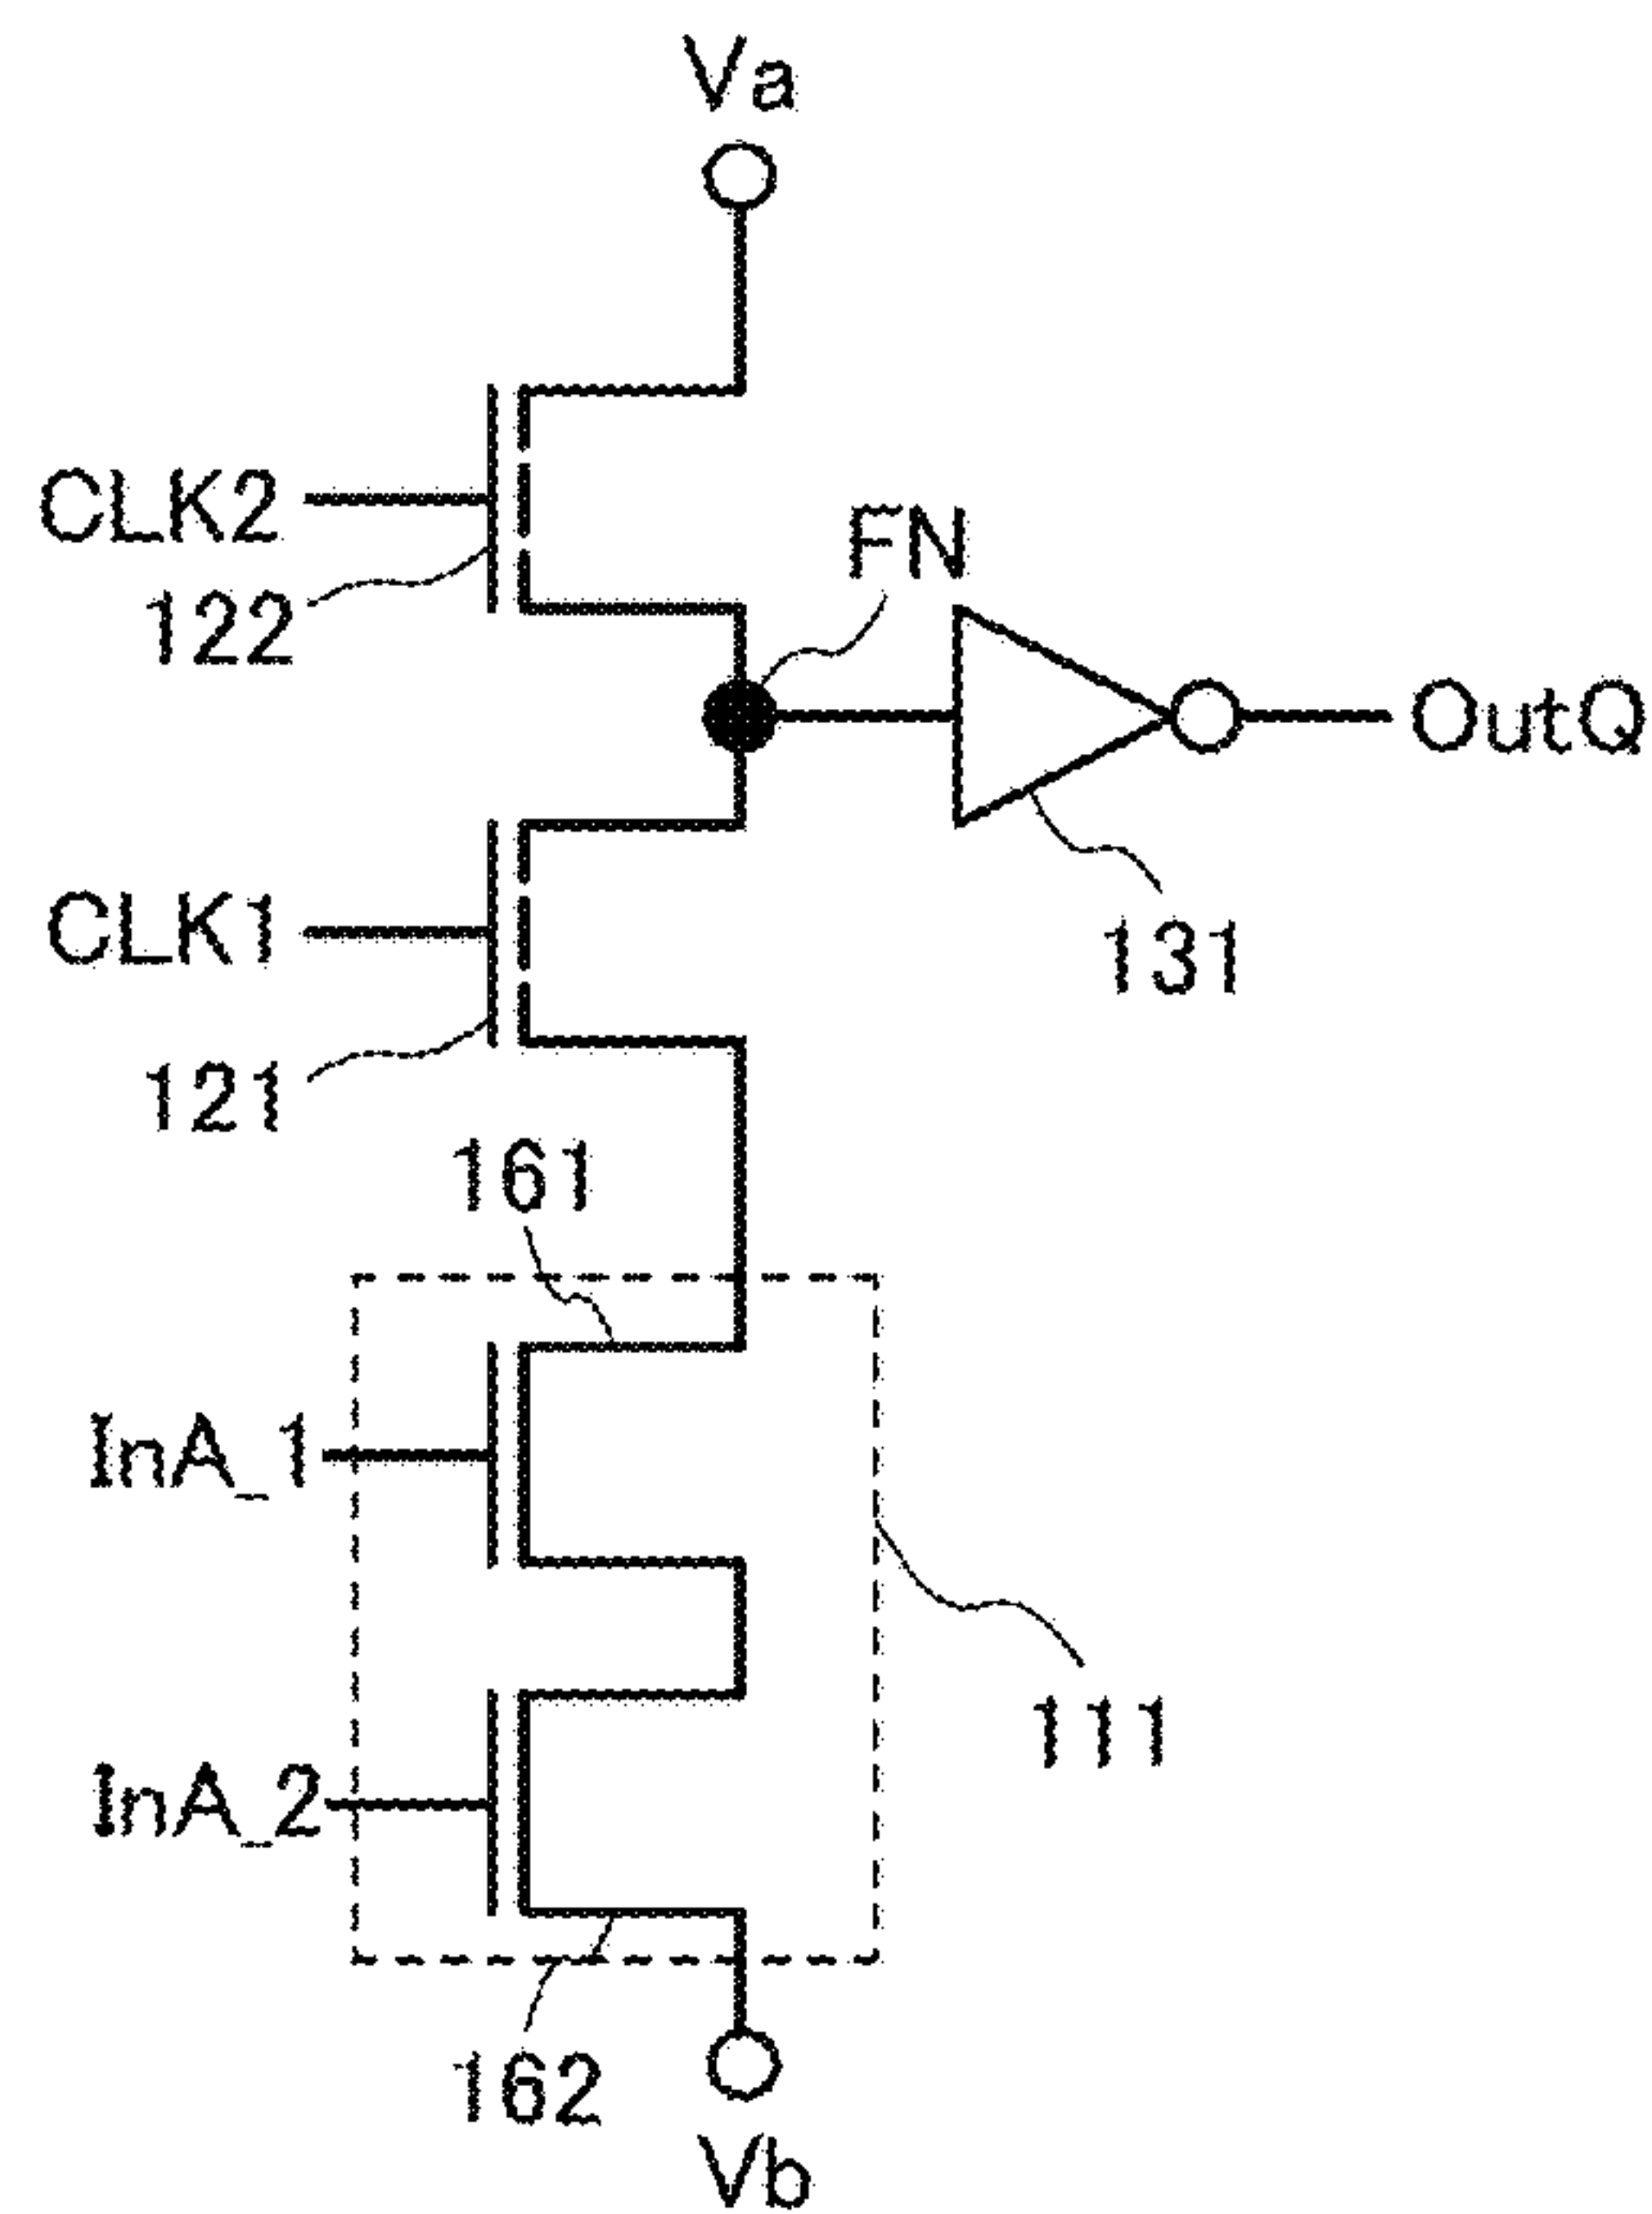 Va
CLK2
122
FN
OutQ
CLK1
131
121
161
InA_1
111
InA_2
162
Vb